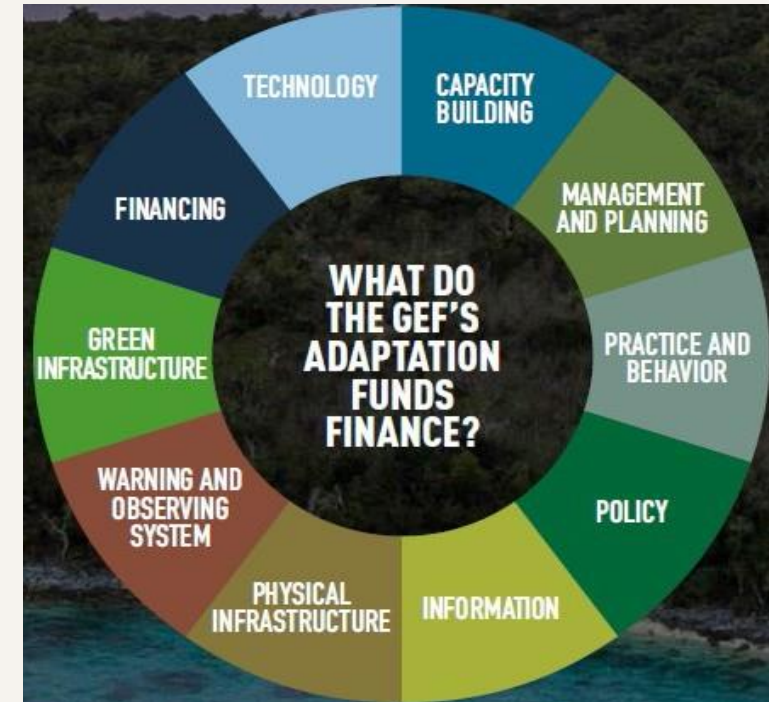 WHAT DO
THE GEF'S
ADAPTATION
FUNDS
FINANCE?
CAPACITY
BUILDING
MANAGEMENT
AND PLANNING
PRACTICE AND
BEHAVIOR
POLICY
INFORMATION
PHYSICAL
INFRASTRUCTURE
WARNING AND
OBSERVING
SYSTEM
GREEN
INFRASTRUCTURE
FINANCING
TECHNOLOGY